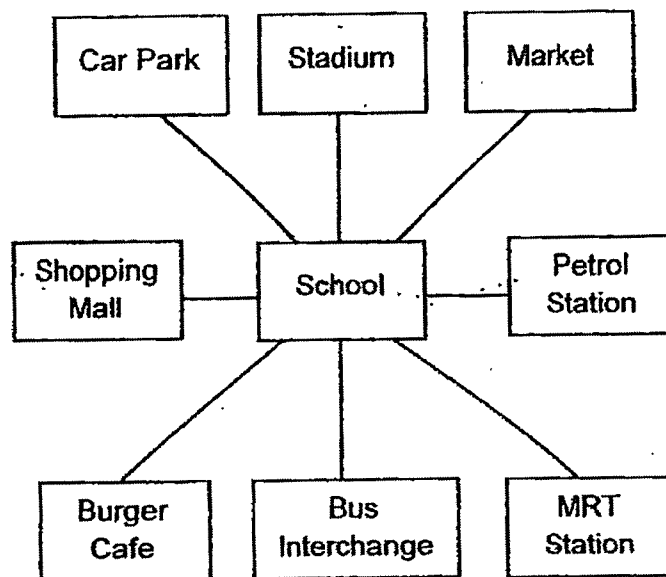 Car Park
Stadium
Market
Shopping
Mall
School
Petrol
Station
Burger
Cafe
Bus
Interchange
MRT
Station